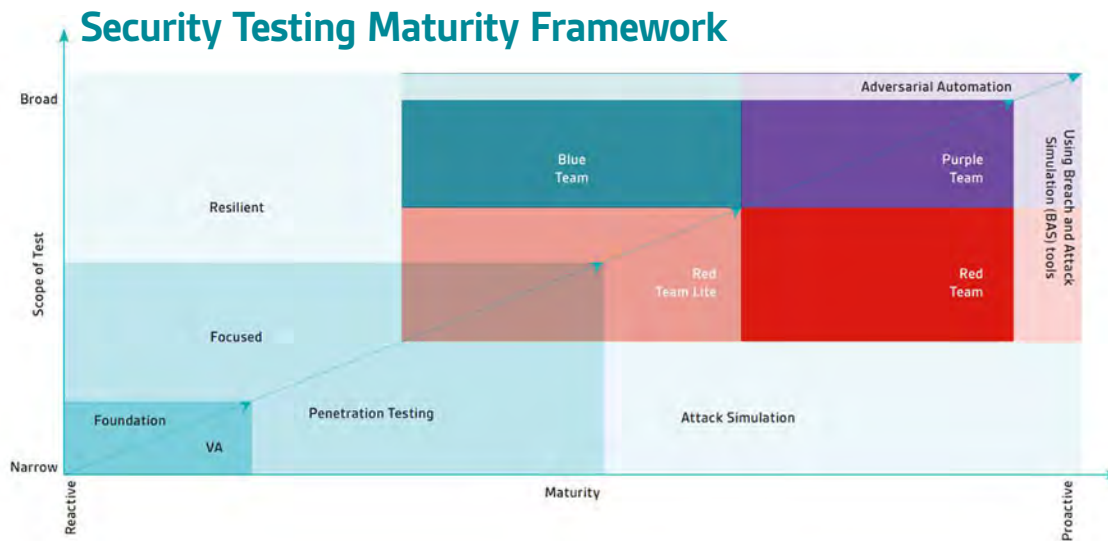 Security Testing Maturity Framework
Broad
Adversarial Automation
Blue
Team
Purple
Team
Using Breach and Attack
Simulation (BAS) tools
Resilient
Scope of Test
Red
Team Lite
Red
Team
Focused
Foundation
Penetration Testing
Attack Simulation
VA
Narrow
Reactive
Maturity
Proactive